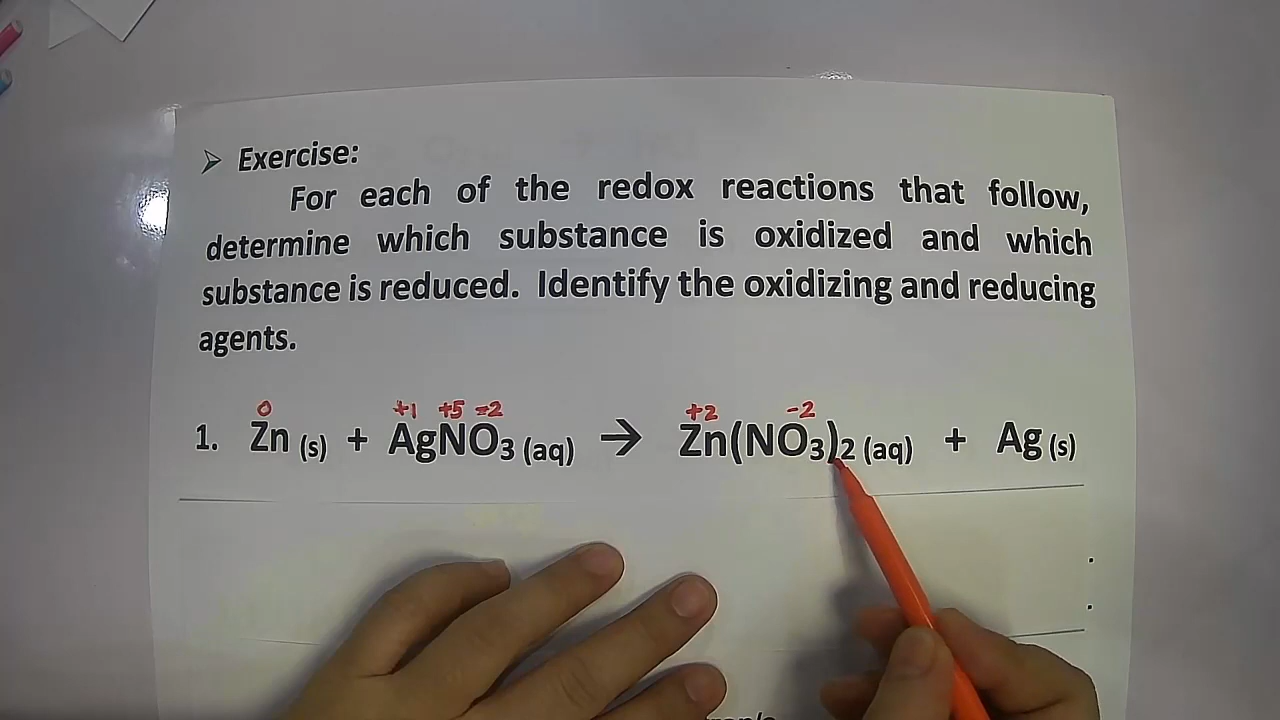 ➢ Exercise:
For each of the redox reactions that follow,
determine which substance is oxidized and which
substance is reduced. Identify the oxidizing and reducing
agents.
0 +1 +5 -2 +2 -2
1. Zn (s) + AgNO3 (aq) → Zn(NO3)2 (aq) + Ag (s)